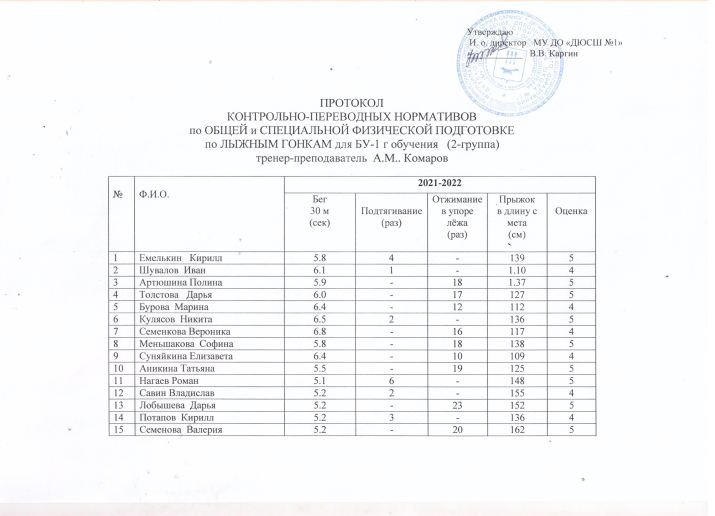 Утверждаю
И. о. директор МУ ДО «ДЮСШ №1»
В.В. Каргин
ПРОТОКОЛ
КОНТРОЛЬНО-ПЕРЕВОДНЫХ НОРМАТИВОВ
по ОБЩЕЙ и СПЕЦИАЛЬНОЙ ФИЗИЧЕСКОЙ ПОДГОТОВКЕ
по ЛЫЖНЫМ ГОНКАМ для БУ-1 г обучения (2-группа)
тренер-преподаватель А.М.. Комаров
№ Ф.И.О. 2021-2022
Бег 30 м (сек) Подтягивание (раз) Отжимание в упоре лёжа (раз) Прыжок в длину с мета (см) Оценка
1 Емелькин Кирилл 5.8 4 - 139 5
2 Шувалов Иван 6.1 1 - 1.10 4
3 Артюшина Полина 5.9 - 18 1.37 5
4 Толстова Дарья 6.0 - 17 127 5
5 Бурова Марина 6.4 - 12 112 4
6 Кулясов Никита 6.5 2 - 136 5
7 Семенкова Вероника 6.8 - 16 117 4
8 Меньшакова Софина 5.8 - 18 138 5
9 Суняйкина Елизавета 6.4 - 10 109 4
10 Аникина Татьяна 5.5 - 19 125 5
11 Нагаев Роман 5.1 6 - 148 5
12 Савин Владислав 5.2 2 - 155 4
13 Лобышева Дарья 5.2 - 23 152 5
14 Потапов Кирилл 5.2 3 - 136 4
15 Семенова Валерия 5.2 - 20 162 5